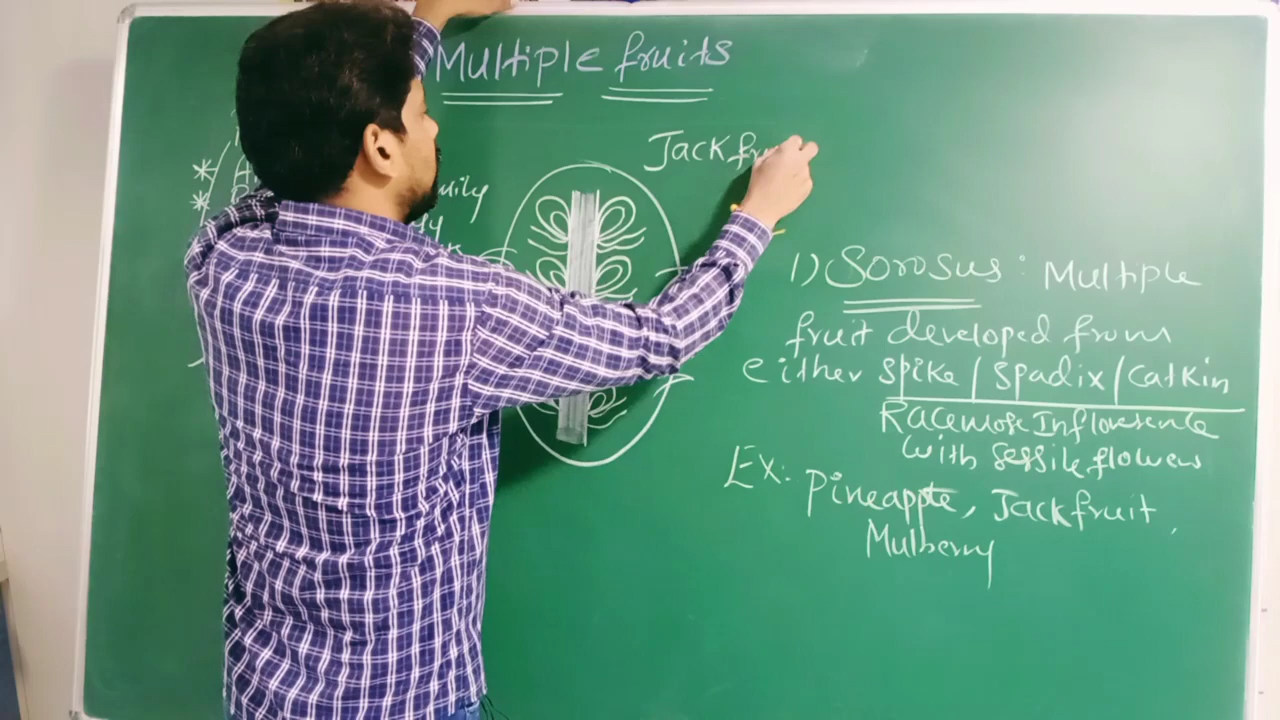 Multiple fruits
Jackfr
1) Sorosus: Multiple
fruit developed from
either spike/spadix/catkin
Racemose Infloresence
with sessile flowers
Ex: pineapple, Jackfruit,
Mulberry